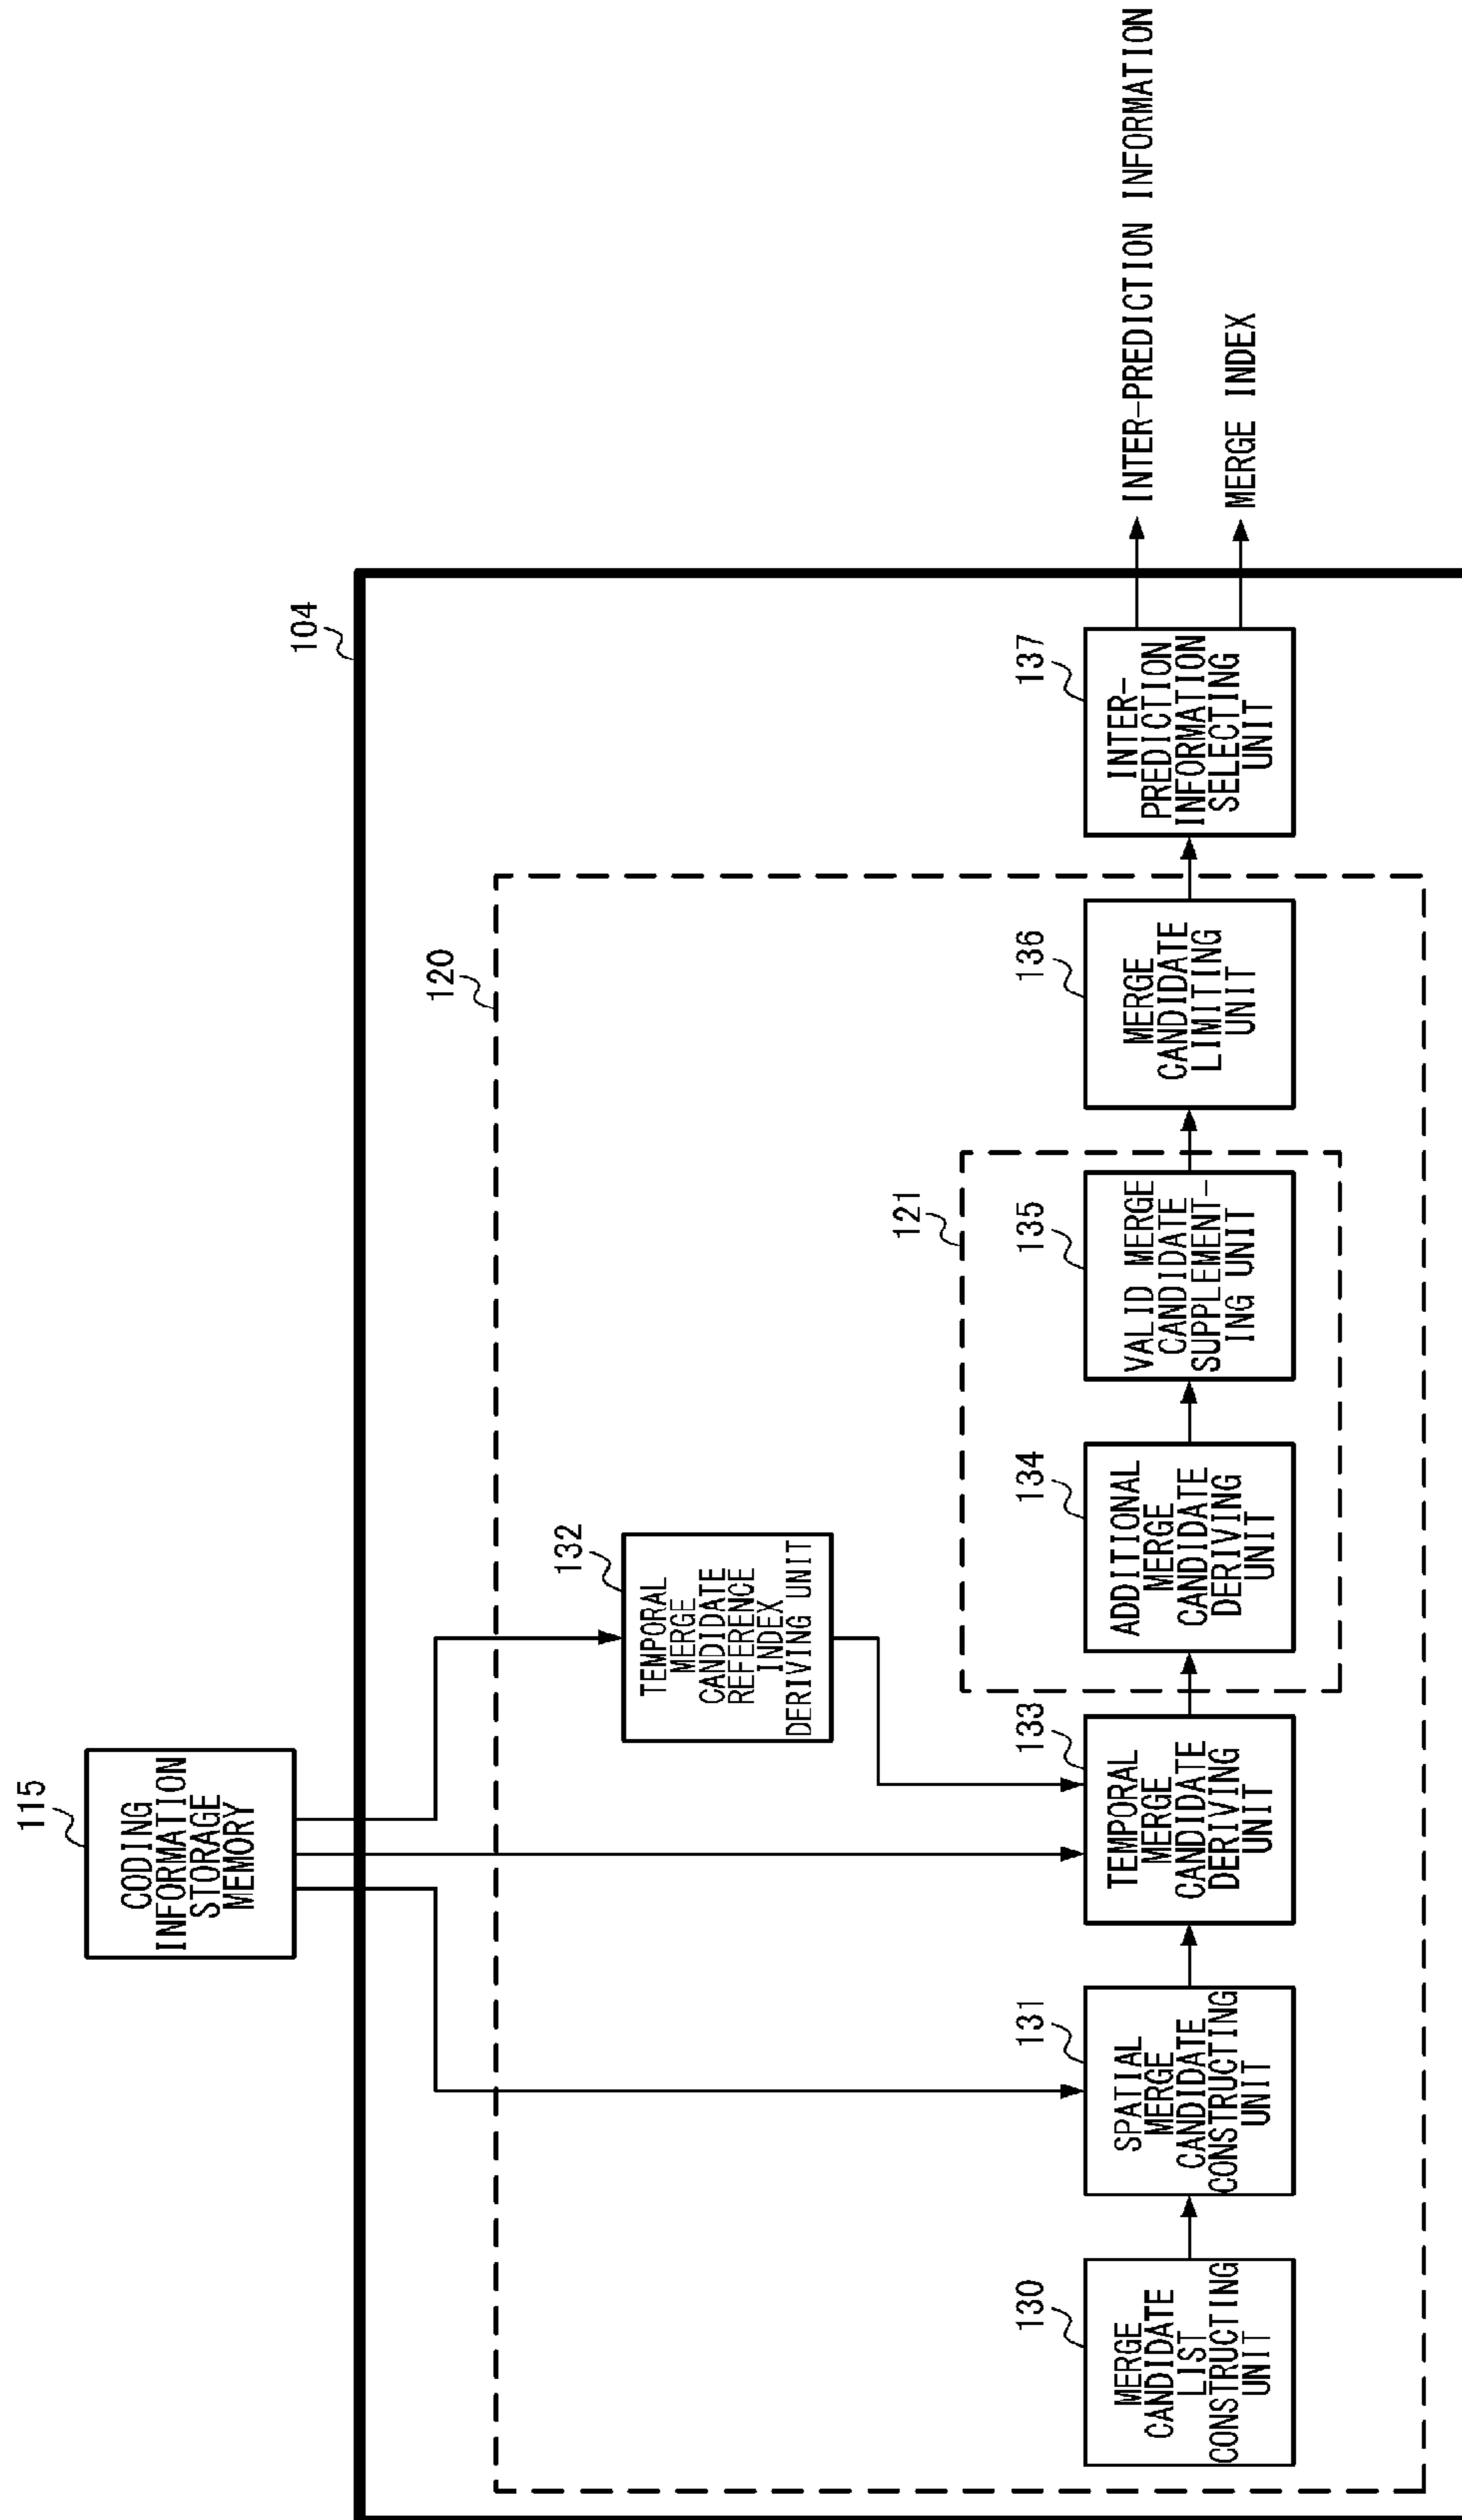 115
CODING
INFORMATION
STORAGE
MEMORY
104
120
132
TEMPORAL
MERGE
CANDIDATE
REFERENCE
INDEX
DERIVING UNIT
121
130
MERGE
CANDIDATE
LIST
CONSTRUCTING
UNIT
131
SPATIAL
MERGE
CANDIDATE
CONSTRUCTING
UNIT
133
TEMPORAL
MERGE
CANDIDATE
DERIVING
UNIT
134
ADDITIONAL
MERGE
CANDIDATE
DERIVING
UNIT
135
VALID MERGE
CANDIDATE
SUPPLEMENT-
ING UNIT
136
MERGE
CANDIDATE
LIMITING
UNIT
137
INTER-
PREDICTION
INFORMATION
SELECTING
UNIT
INTER-PREDICTION INFORMATION
MERGE INDEX